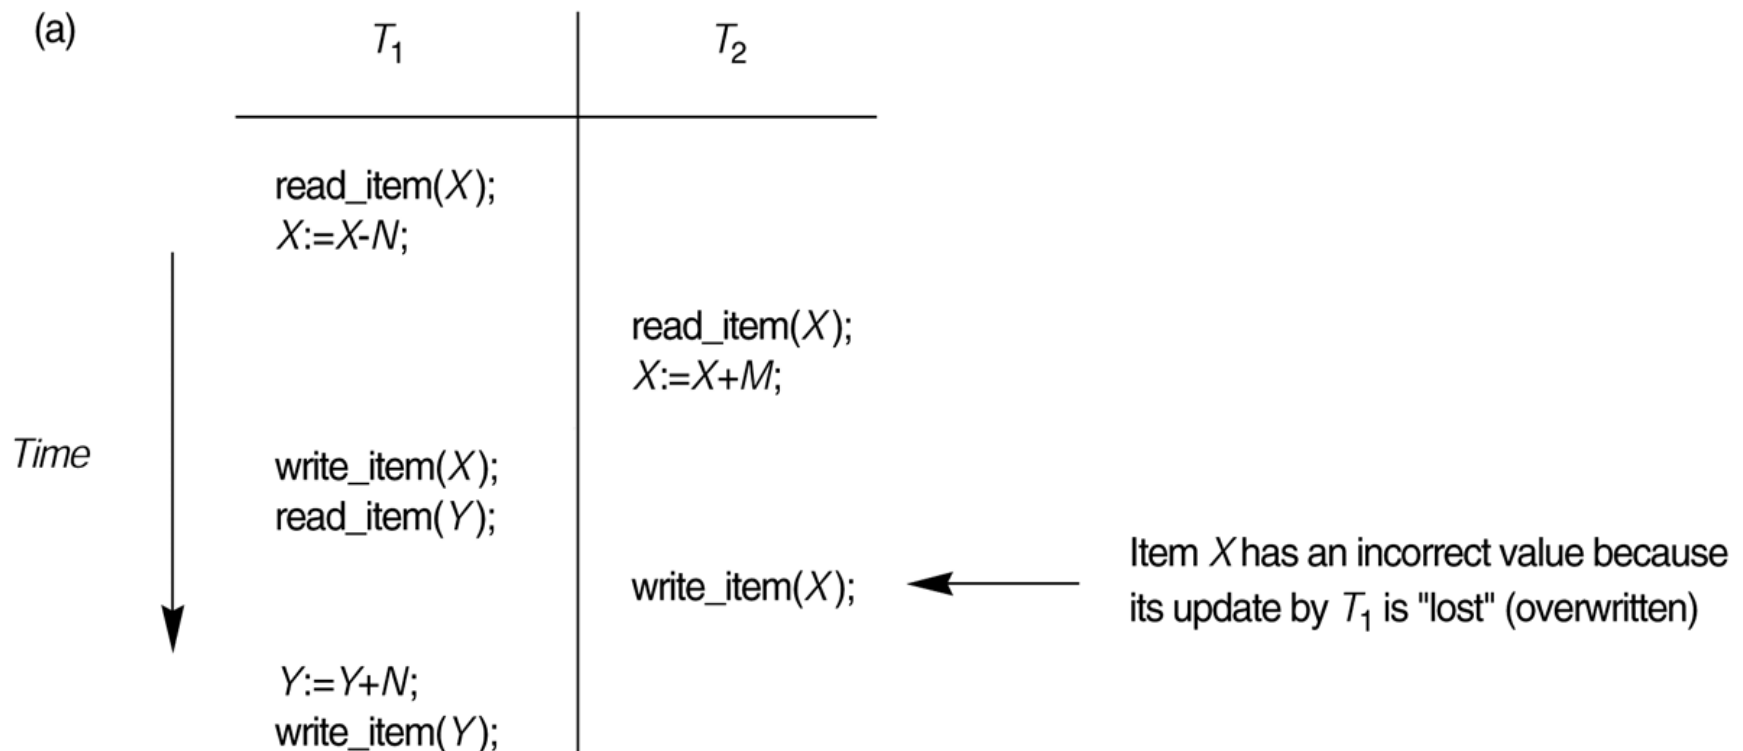 (a)
T1
T2
read_item(X);
X:=X-N;
read_item(X);
X:=X+M;
Time
write_item(X);
read_item(Y);
write_item(X);
Item X has an incorrect value because
its update by T1 is "lost" (overwritten)
Y:=Y+N;
write_item(Y);